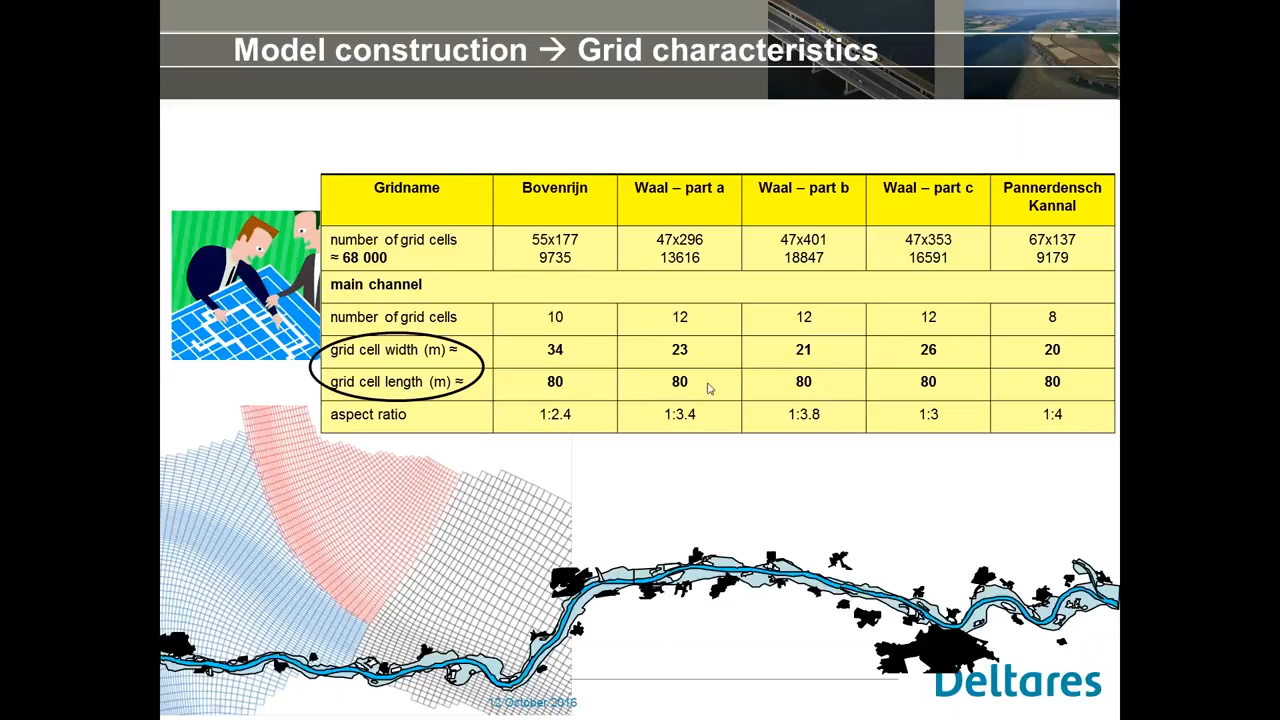 Model construction → Grid characteristics
Gridname Bovenrijn Waal – part a Waal – part b Waal – part c Pannerdensch
Kannal
number of grid cells 55x177 47x296 47x401 47x353 67x137
≈ 68 000 9735 13616 18847 16591 9179
main channel
number of grid cells 10 12 12 12 8
grid cell width (m) ≈ 34 23 21 26 20
grid cell length (m) ≈ 80 80 80 80 80
aspect ratio 1:2.4 1:3.4 1:3.8 1:3 1:4
Deltares
12 October 2016